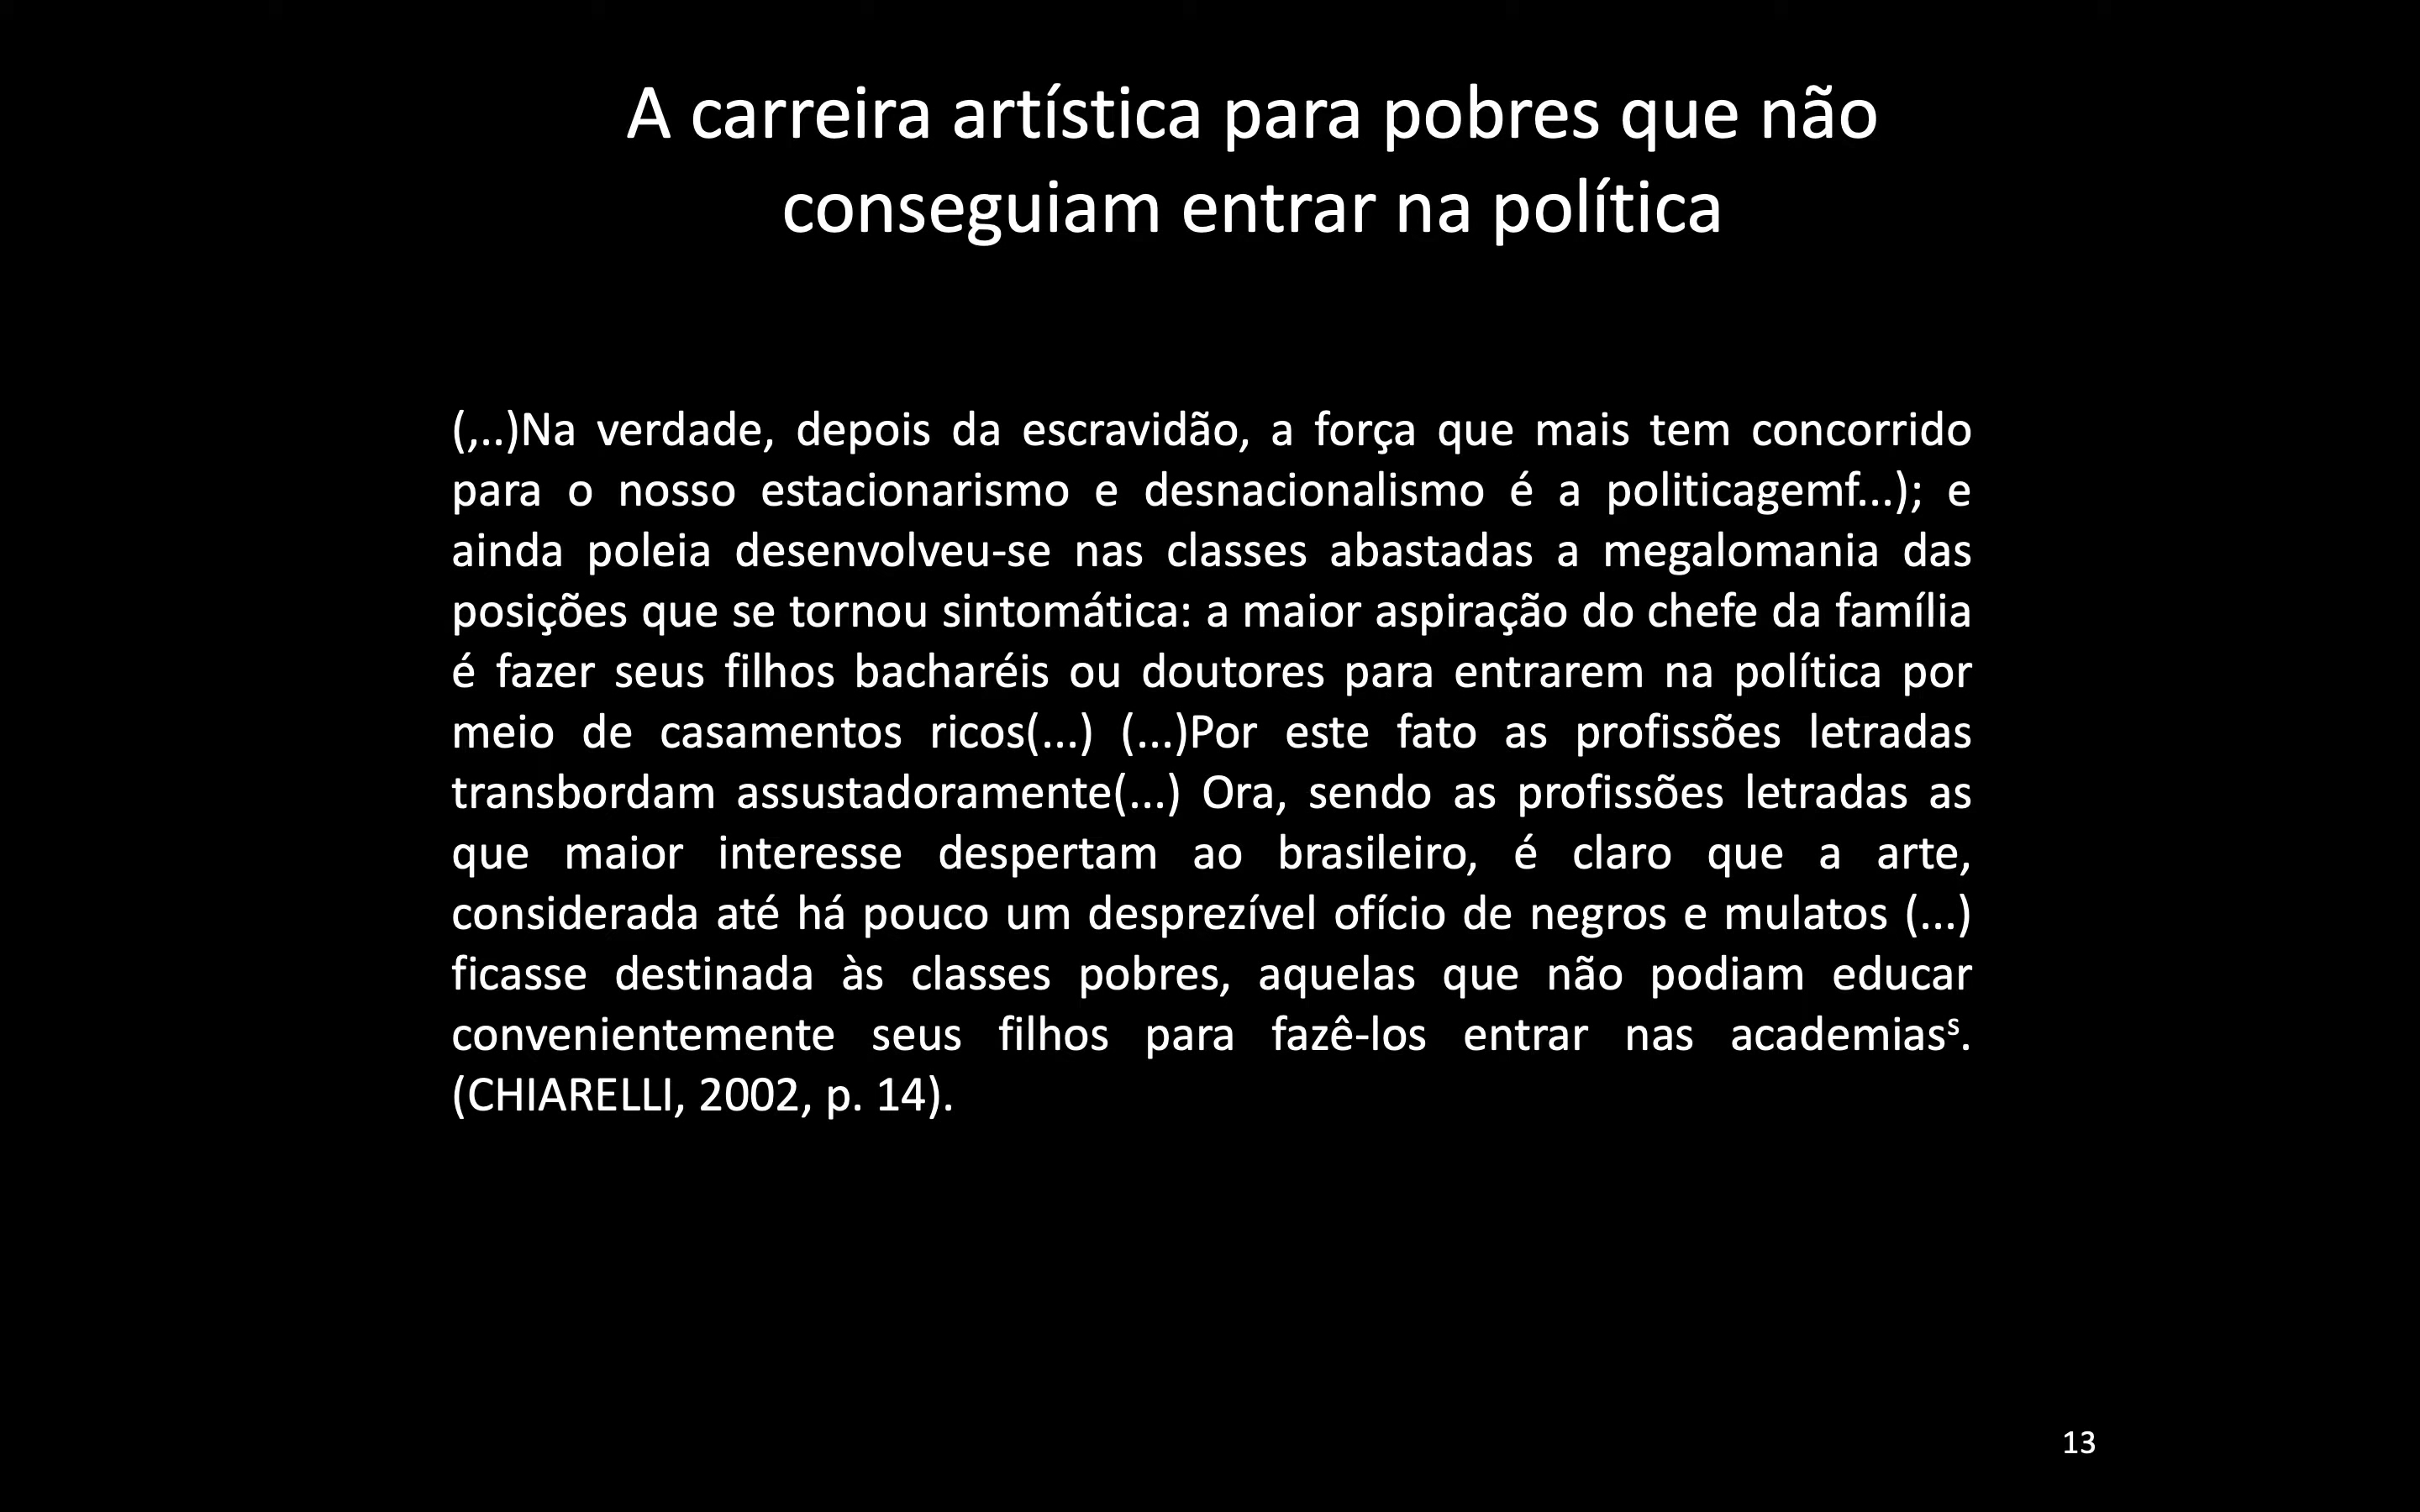 A carreira artística para pobres que não
conseguiam entrar na política
(,..)Na verdade, depois da escravidão, a força que mais tem concorrido
para o nosso estacionarismo e desnacionalismo é a politicagemf...); e
ainda poleia desenvolveu-se nas classes abastadas a megalomania das
posições que se tornou sintomática: a maior aspiração do chefe da família
é fazer seus filhos bacharéis ou doutores para entrarem na política por
meio de casamentos ricos(...) (...)Por este fato as profissões letradas
transbordam assustadoramente(...) Ora, sendo as profissões letradas as
que maior interesse despertam ao brasileiro, é claro que a arte,
considerada até há pouco um desprezível ofício de negros e mulatos (...)
ficasse destinada às classes pobres, aquelas que não podiam educar
convenientemente seus filhos para fazê-los entrar nas academiasˢ.
(CHIARELLI, 2002, p. 14).
13